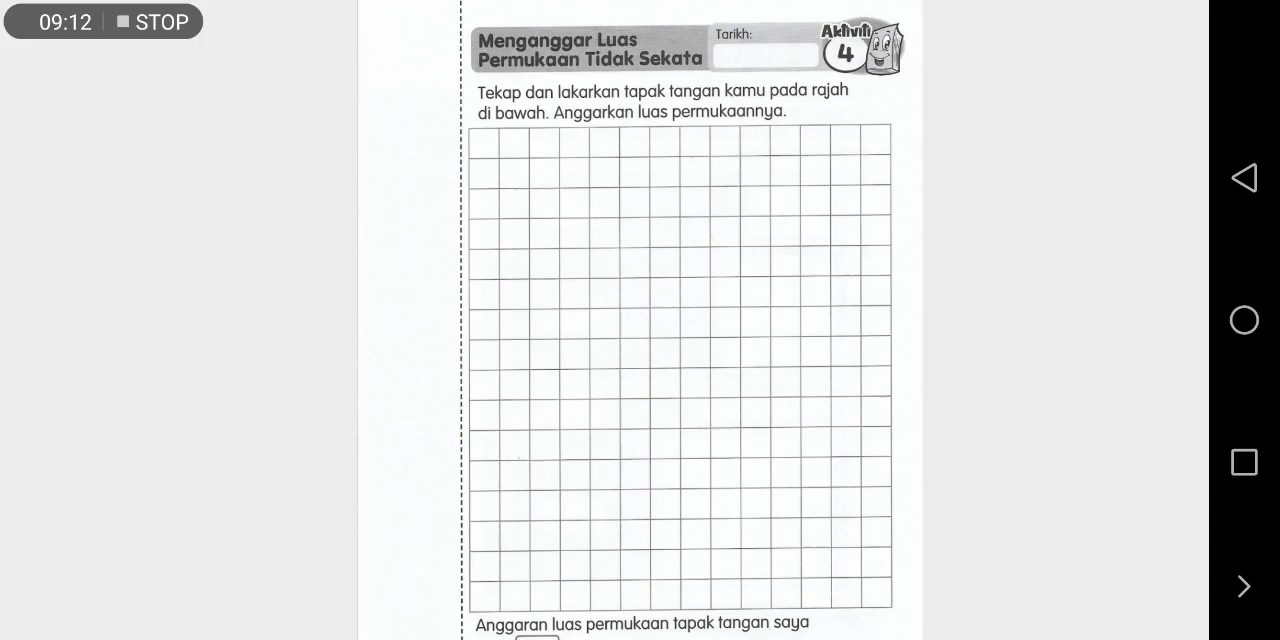 09:12 STOP
Menganggar Luas
Permukaan Tidak Sekata
Tarikh:
Aktiviti
4
Tekap dan lakarkan tapak tangan kamu pada rajah
di bawah. Anggarkan luas permukaannya.
Anggaran luas permukaan tapak tangan saya